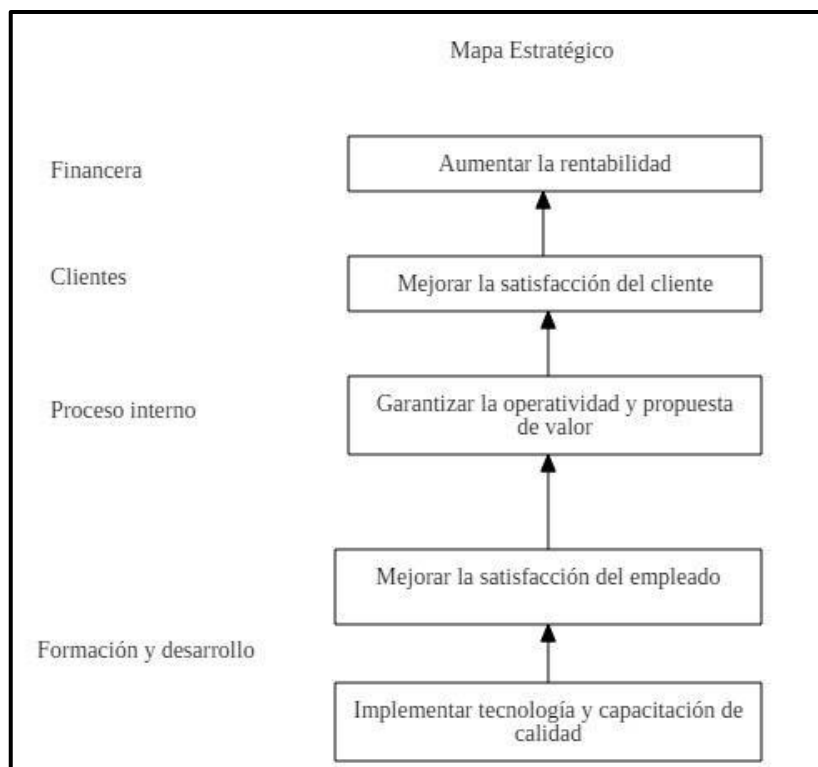 Mapa Estratégico
Financera
Aumentar la rentabilidad
Clientes
Mejorar la satisfacción del cliente
Proceso interno
Garantizar la operatividad y propuesta
de valor
Mejorar la satisfacción del empleado
Formación y desarrollo
Implementar tecnología y capacitación de
calidad